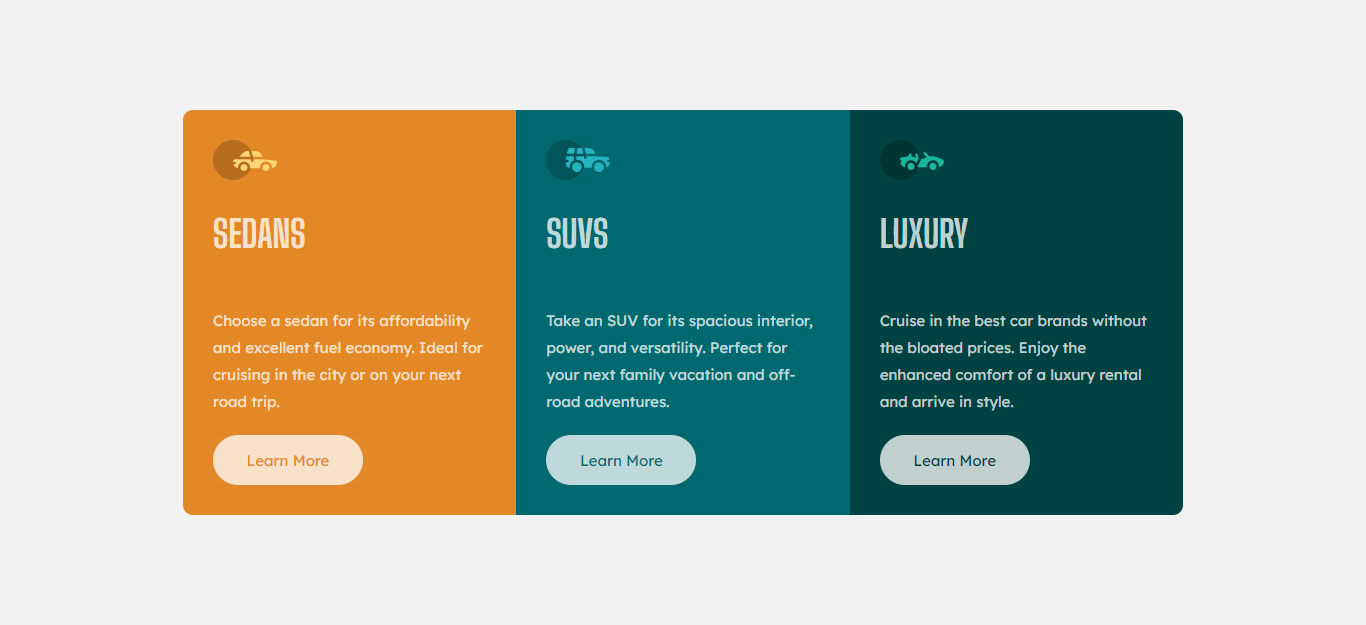 SEDANS
Choose a sedan for its affordability
and excellent fuel economy. Ideal for
cruising in the city or on your next
road trip.
Learn More
SUVS
Take an SUV for its spacious interior,
power, and versatility. Perfect for
your next family vacation and off-
road adventures.
Learn More
LUXURY
Cruise in the best car brands without
the bloated prices. Enjoy the
enhanced comfort of a luxury rental
and arrive in style.
Learn More